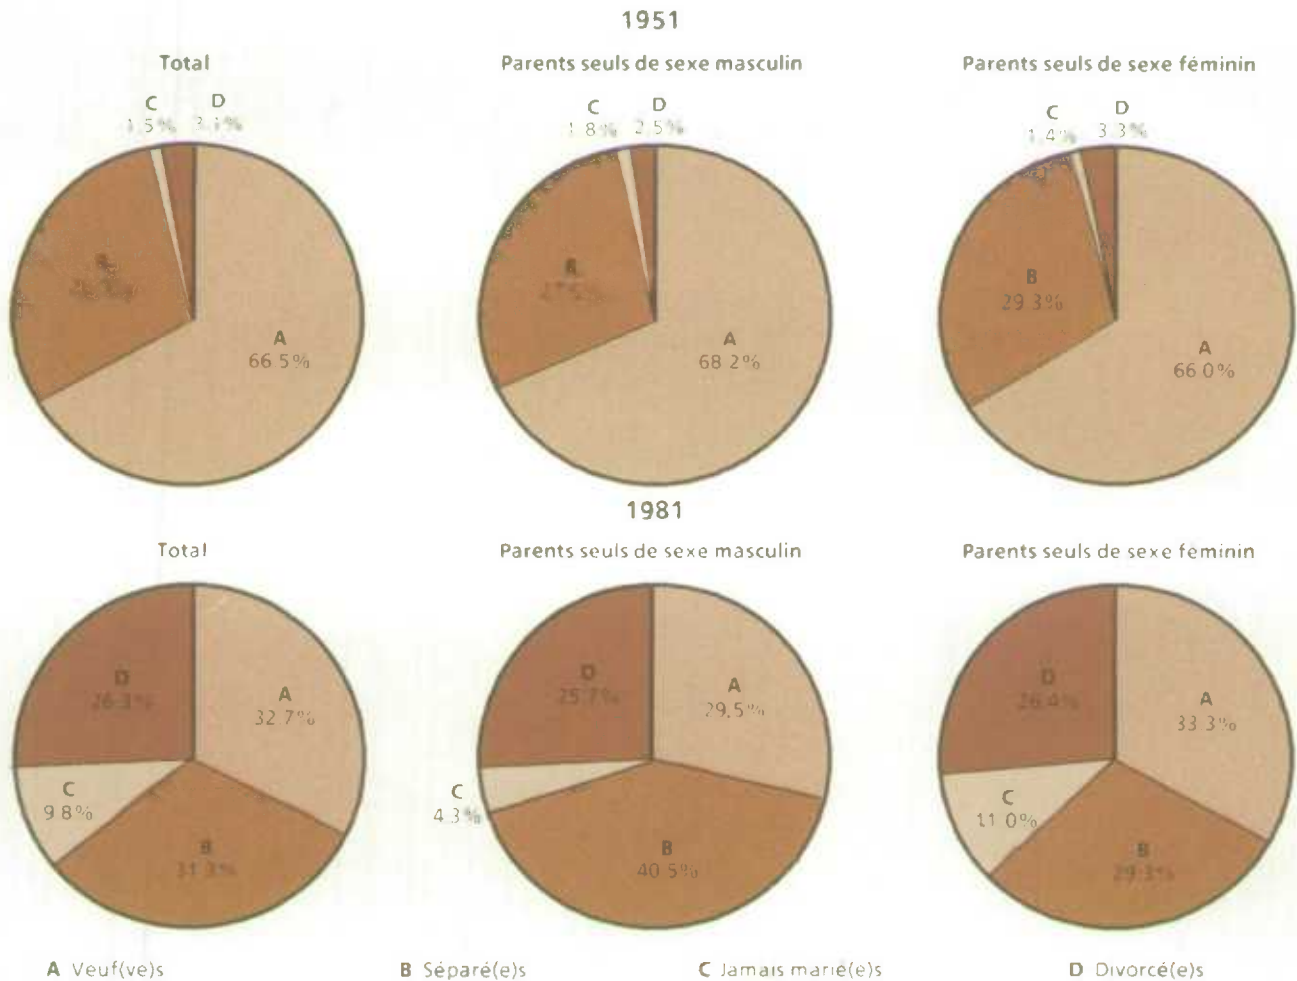 1951
Total
Parents seuls de sexe masculin
Parents seuls de sexe féminin
C
D
1.5%
3.1%
B
A
66.5%
C
D
1.8%
2.5%
B
A
68.2%
C
D
1.4%
3.3%
B
29.3%
A
66.0%
1981
Total
Parents seuls de sexe masculin
Parents seuls de sexe féminin
D
26.3%
A
32.7%
C
9.8%
B
31.3%
D
25.7%
A
29.5%
C
4.3%
B
40.5%
D
26.4%
A
33.3%
C
11.0%
B
29.3%
A Veuf(ve)s
B Séparé(e)s
C Jamais marié(e)s
D Divorcé(e)s